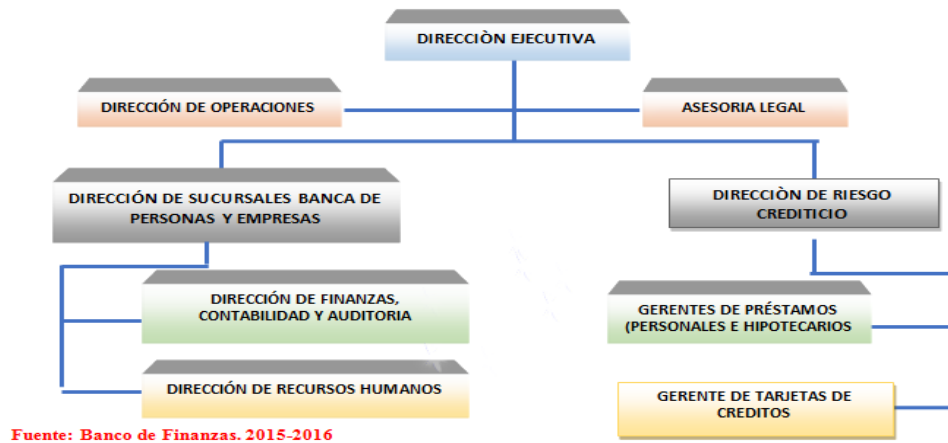 DIRECCIÒN EJECUTIVA
DIRECCIÓN DE OPERACIONES
ASESORIA LEGAL
DIRECCIÓN DE SUCURSALES BANCA DE
PERSONAS Y EMPRESAS
DIRECCIÒN DE RIESGO
CREDITICIO
DIRECCIÓN DE FINANZAS,
CONTABILIDAD Y AUDITORIA
GERENTES DE PRÉSTAMOS
(PERSONALES E HIPOTECARIOS
DIRECCIÓN DE RECURSOS HUMANOS
GERENTE DE TARJETAS DE
CREDITOS
Fuente: Banco de Finanzas. 2015-2016